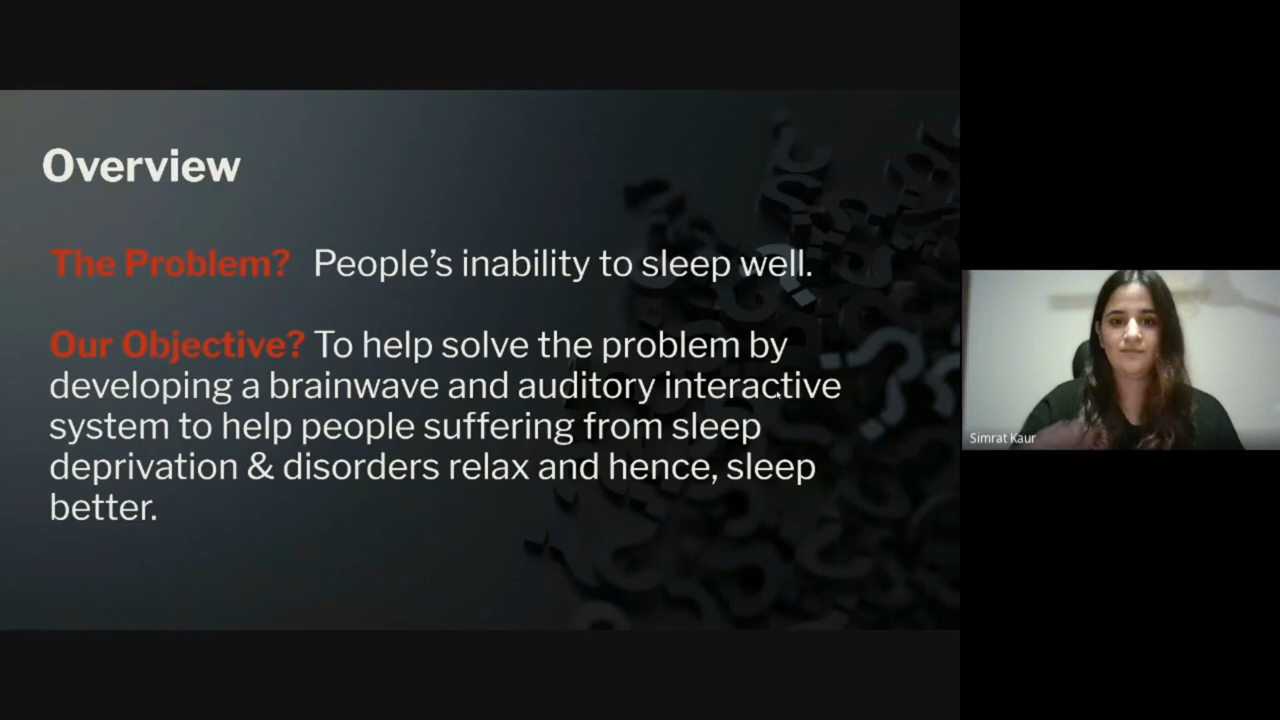 Overview
The Problem? People's inability to sleep well.
Our Objective? To help solve the problem by
developing a brainwave and auditory interactive
system to help people suffering from sleep
deprivation & disorders relax and hence, sleep
better.
Simrat Kaur